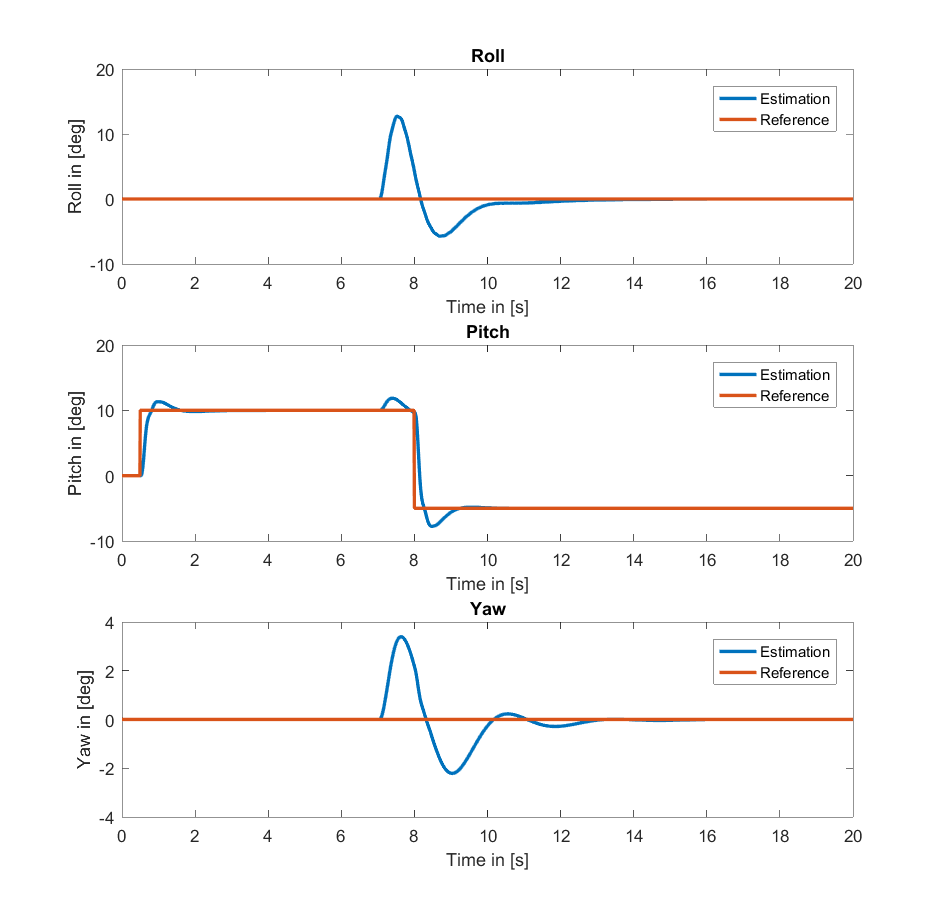 Roll
20
10
0
-10
Roll in [deg]
Estimation
Reference
0 2 4 6 8 10 12 14 16 18 20
Time in [s]
Pitch
20
10
0
-10
Pitch in [deg]
Estimation
Reference
0 2 4 6 8 10 12 14 16 18 20
Time in [s]
Yaw
4
2
0
-2
-4
Yaw in [deg]
Estimation
Reference
0 2 4 6 8 10 12 14 16 18 20
Time in [s]